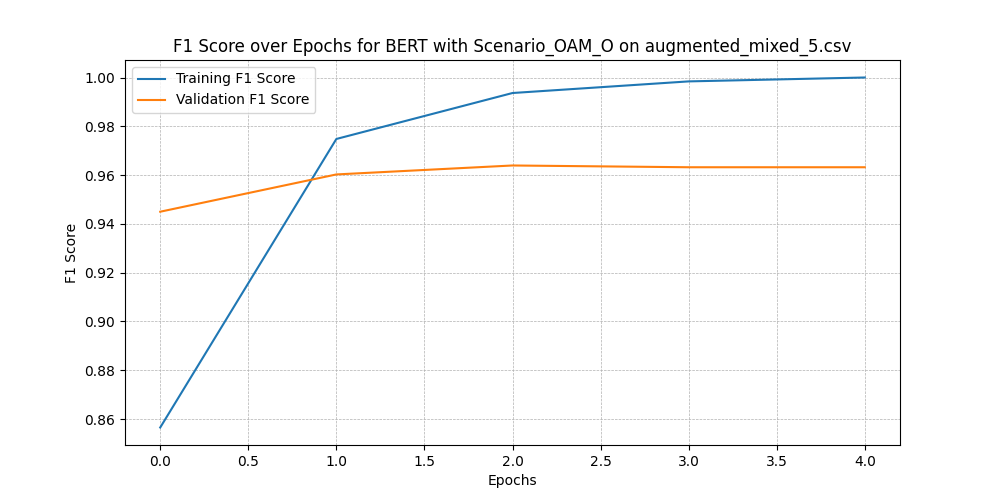 F1 Score over Epochs for BERT with Scenario_OAM_O on augmented_mixed_5.csv
Training F1 Score
Validation F1 Score
F1 Score
1.00
0.98
0.96
0.94
0.92
0.90
0.88
0.86
0.0 0.5 1.0 1.5 2.0 2.5 3.0 3.5 4.0
Epochs